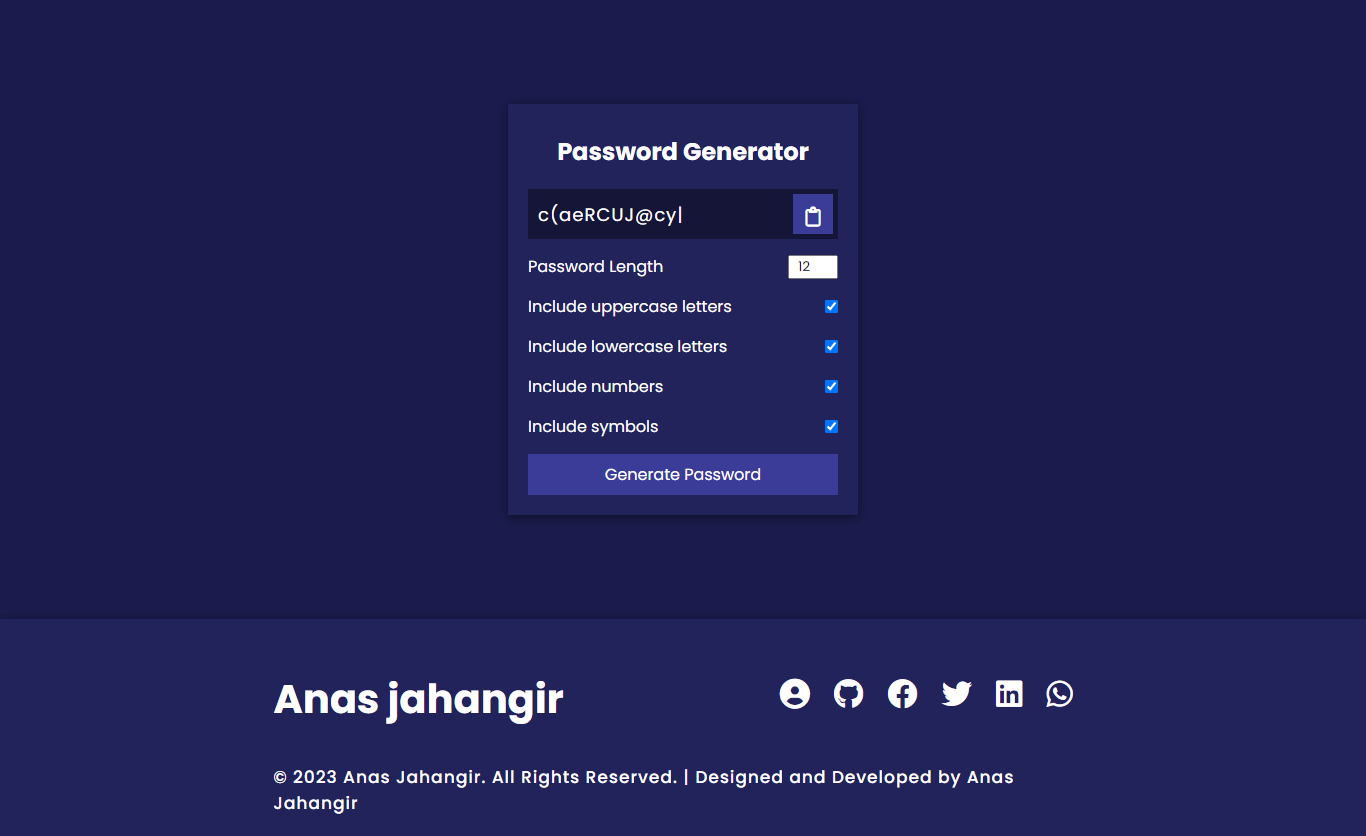 Password Generator
c(aeRCUJ@cy|
Password Length 12
Include uppercase letters
Include lowercase letters
Include numbers
Include symbols
Generate Password
Anas jahangir
© 2023 Anas Jahangir. All Rights Reserved. | Designed and Developed by Anas
Jahangir